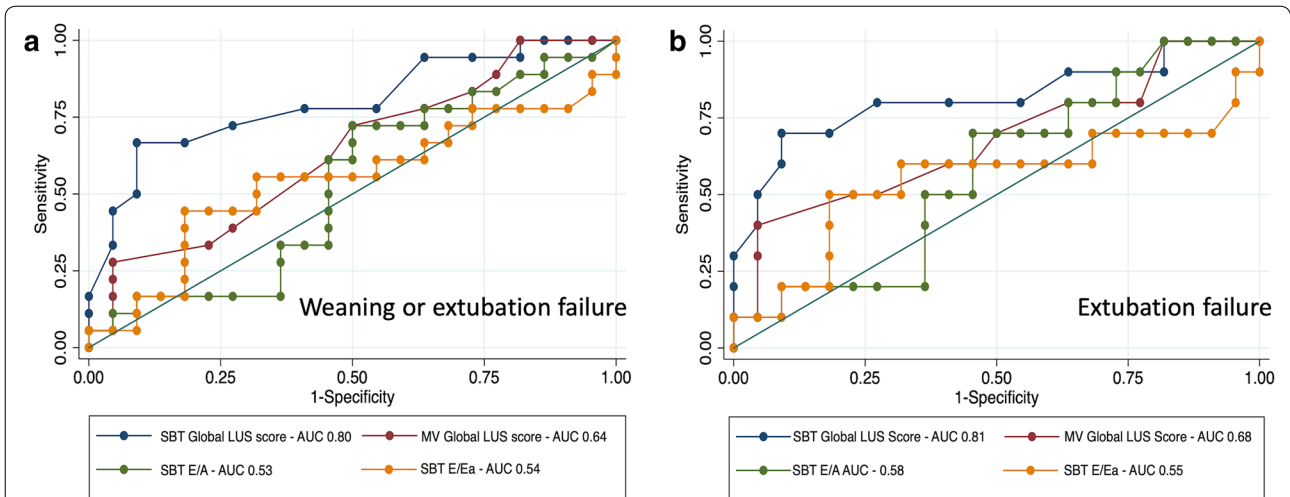 a
1.00
0.75
0.50
0.25
0.00
Sensitivity
Weaning or extubation failure
0.00 0.25 0.50 0.75 1.00
1-Specificity
SBT Global LUS score - AUC 0.80 MV Global LUS score - AUC 0.64
SBT E/A - AUC 0.53 SBT E/Ea - AUC 0.54
b
1.00
0.75
0.50
0.25
0.00
Sensitivity
Extubation failure
0.00 0.25 0.50 0.75 1.00
1-Specificity
SBT Global LUS Score - AUC 0.81 MV Global LUS Score - AUC 0.68
SBT E/A AUC - 0.58 SBT E/Ea - AUC 0.55